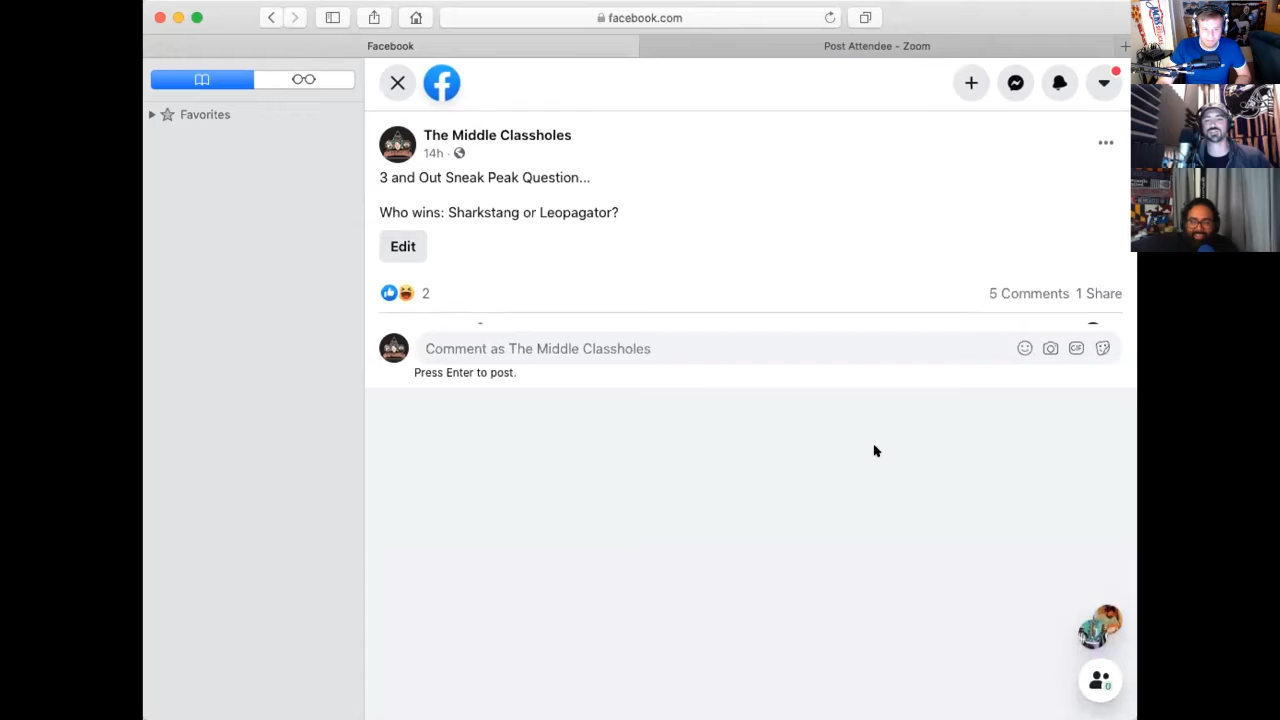 facebook.com
Facebook
Post Attendee - Zoom
Favorites
The Middle Classholes
14h ·
3 and Out Sneak Peak Question...
Who wins: Sharkstang or Leopagator?
Edit
2
5 Comments 1 Share
Comment as The Middle Classholes
GIF
Press Enter to post.